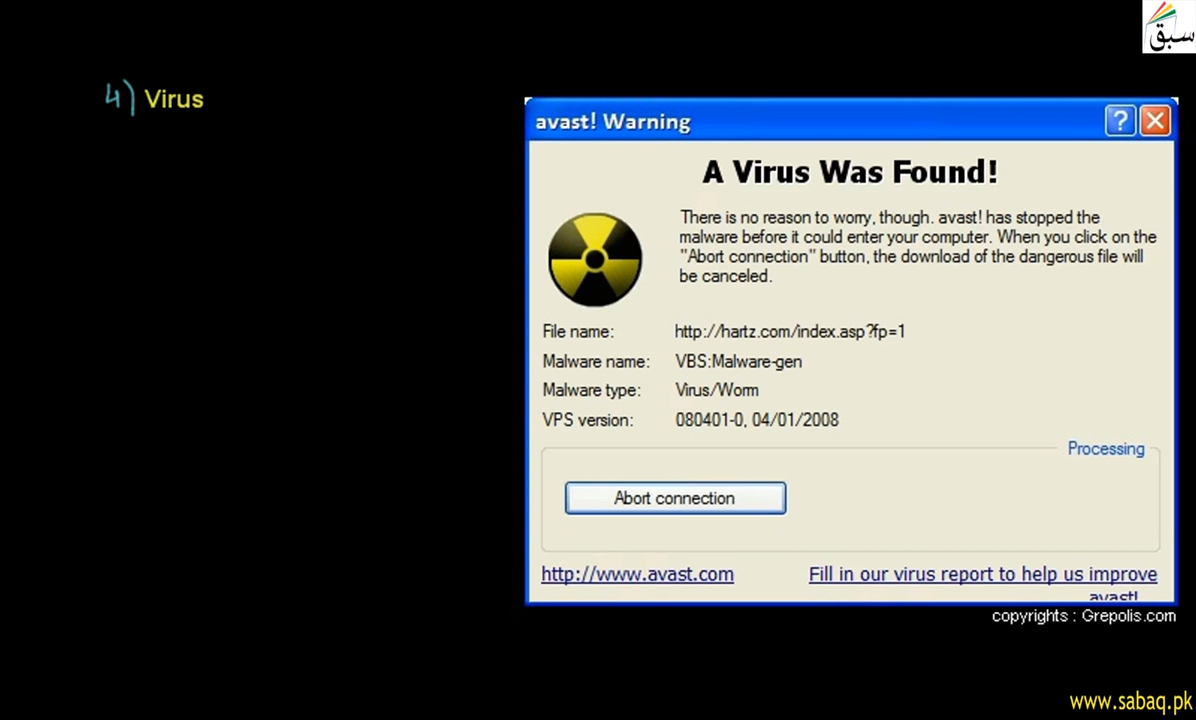 سبق
4) Virus
avast! Warning
A Virus Was Found!
There is no reason to worry, though. avast! has stopped the
malware before it could enter your computer. When you click on the
"Abort connection" button, the download of the dangerous file will
be canceled.
File name: http://hartz.com/index.asp?fp=1
Malware name: VBS:Malware-gen
Malware type: Virus/Worm
VPS version: 080401-0, 04/01/2008
Processing
Abort connection
http://www.avast.com Fill in our virus report to help us improve
avast!
copyrights : Grepolis.com
www.sabaq.pk